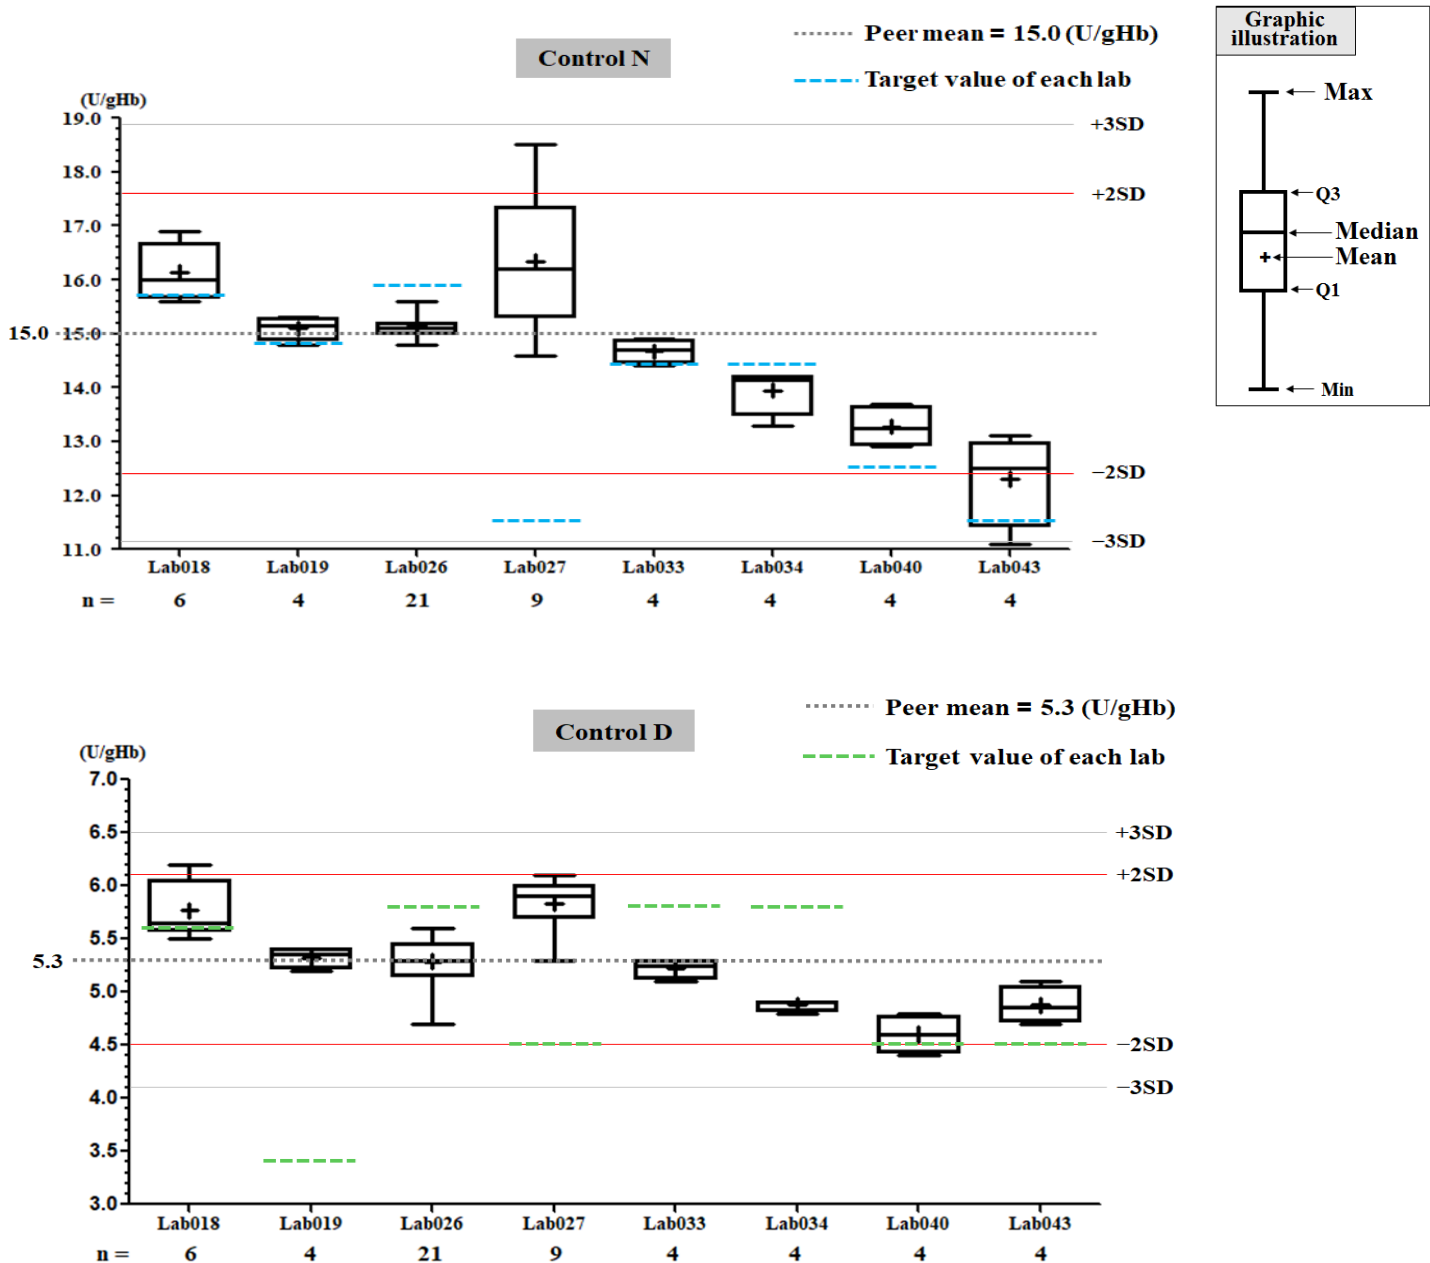 Peer mean = 15.0 (U/gHb)
Control N
Target value of each lab
(U/gHb)
19.0
18.0
17.0
16.0
15.0
15.0
14.0
13.0
12.0
11.0
+3SD
+2SD
−2SD
−3SD
Lab018 Lab019 Lab026 Lab027 Lab033 Lab034 Lab040 Lab043
n = 6 4 21 9 4 4 4 4
Graphic
illustration
Max
Q3
Median
Mean
Q1
Min
Peer mean = 5.3 (U/gHb)
Control D
Target value of each lab
(U/gHb)
7.0
6.5
6.0
5.5
5.3
5.0
4.5
4.0
3.5
3.0
+3SD
+2SD
−2SD
−3SD
Lab018 Lab019 Lab026 Lab027 Lab033 Lab034 Lab040 Lab043
n = 6 4 21 9 4 4 4 4